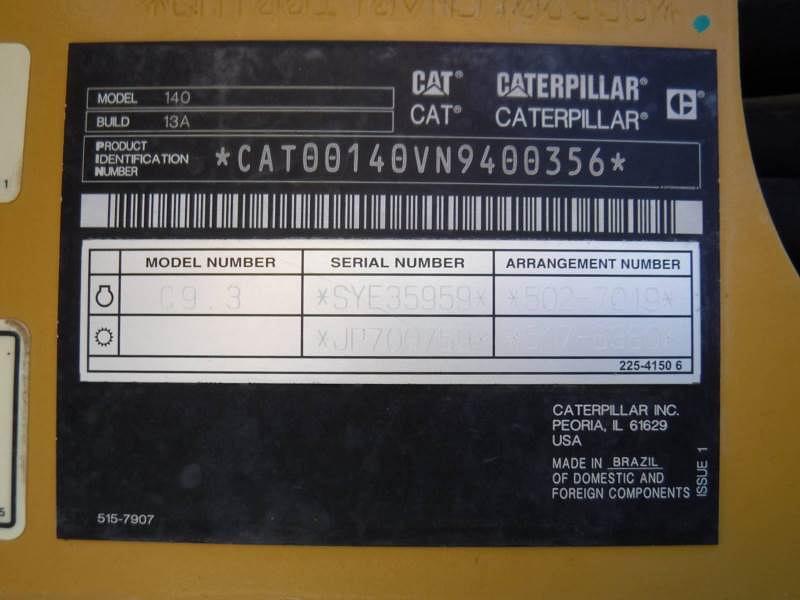 CAT® CATERPILLAR®
MODEL 140 CAT® CATERPILLAR®
BUILD 13A
PRODUCT
IDENTIFICATION
NUMBER
*CAT00140VN9400356*
MODEL NUMBER SERIAL NUMBER ARRANGEMENT NUMBER
C9.3 *SYE35959* *502-7019*
225-4150 6
CATERPILLAR INC.
PEORIA, IL 61629
USA
MADE IN BRAZIL
OF DOMESTIC AND
FOREIGN COMPONENTS
ISSUE 1
515-7907
1
5